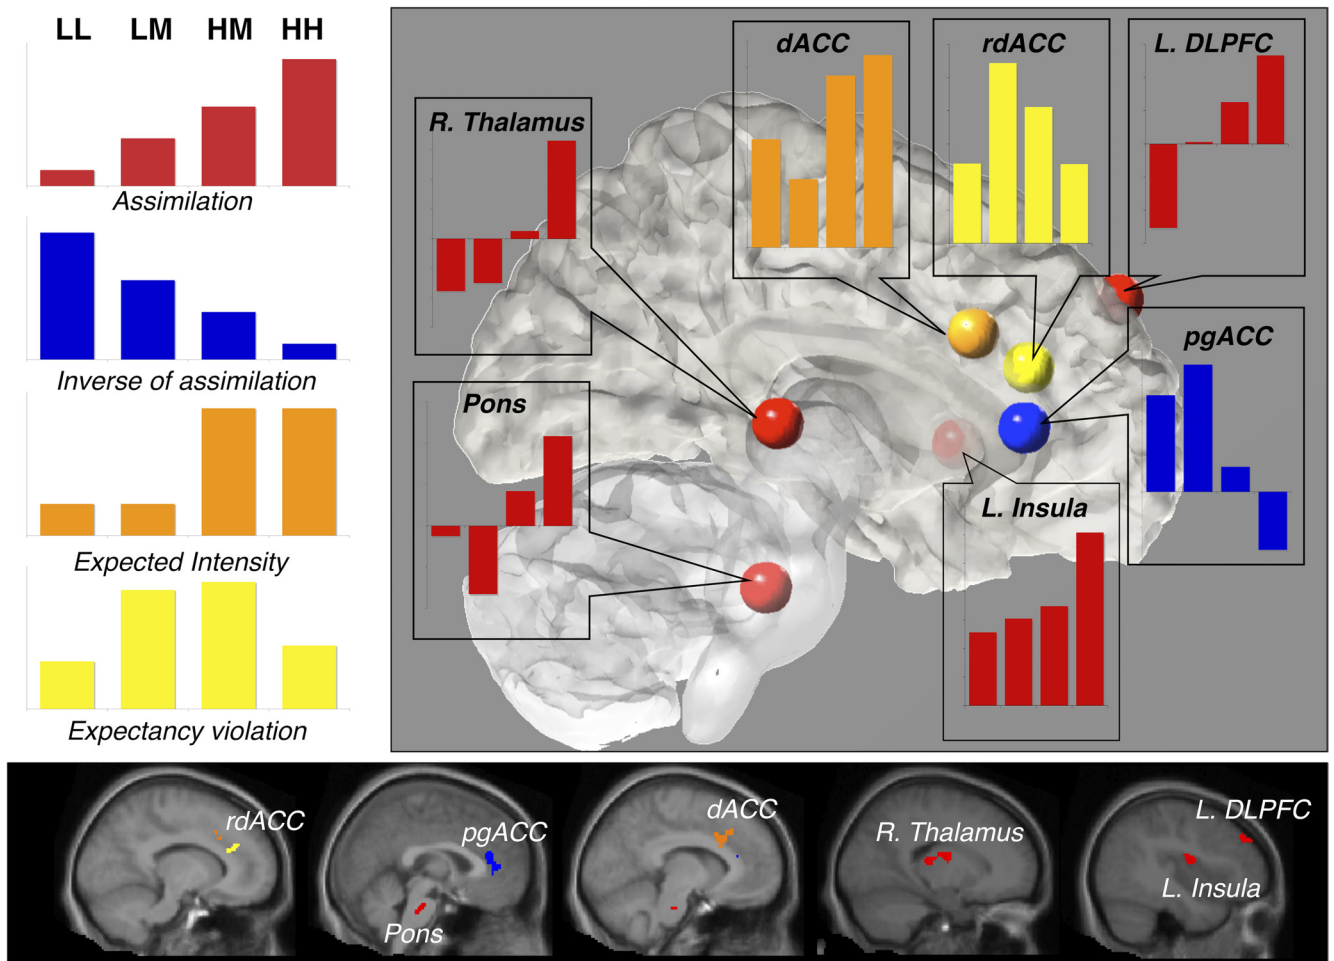 LL LM HM HH
Assimilation
Inverse of assimilation
Expected Intensity
Expectancy violation
R. Thalamus
dACC
rdACC
L. DLPFC
Pons
pgACC
L. Insula
rdACC
pgACC
Pons
dACC
R. Thalamus
L. DLPFC
L. Insula